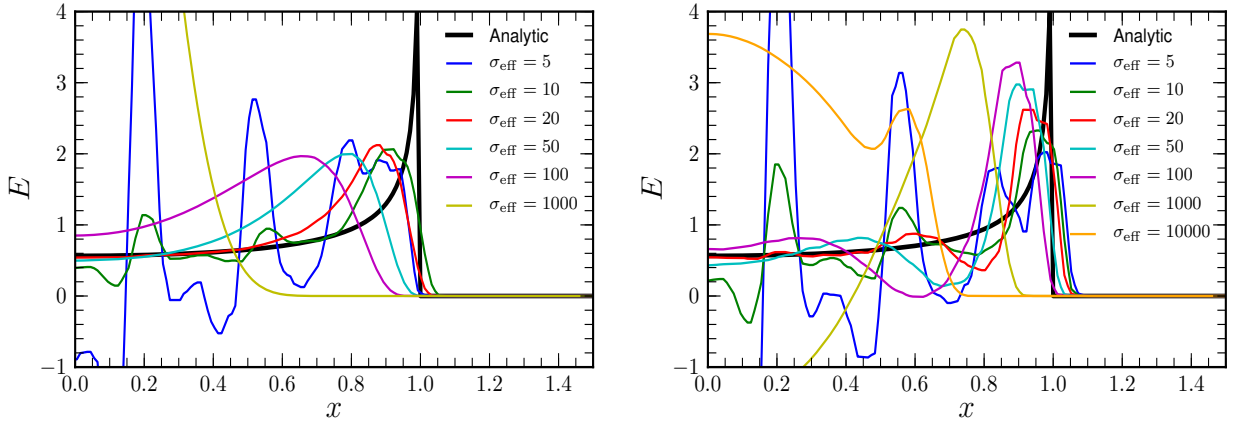 4
3
2
1
0
−1
E
0.0 0.2 0.4 0.6 0.8 1.0 1.2 1.4
x
Analytic
σeff = 5
σeff = 10
σeff = 20
σeff = 50
σeff = 100
σeff = 1000
4
3
2
1
0
−1
E
0.0 0.2 0.4 0.6 0.8 1.0 1.2 1.4
x
Analytic
σeff = 5
σeff = 10
σeff = 20
σeff = 50
σeff = 100
σeff = 1000
σeff = 10000